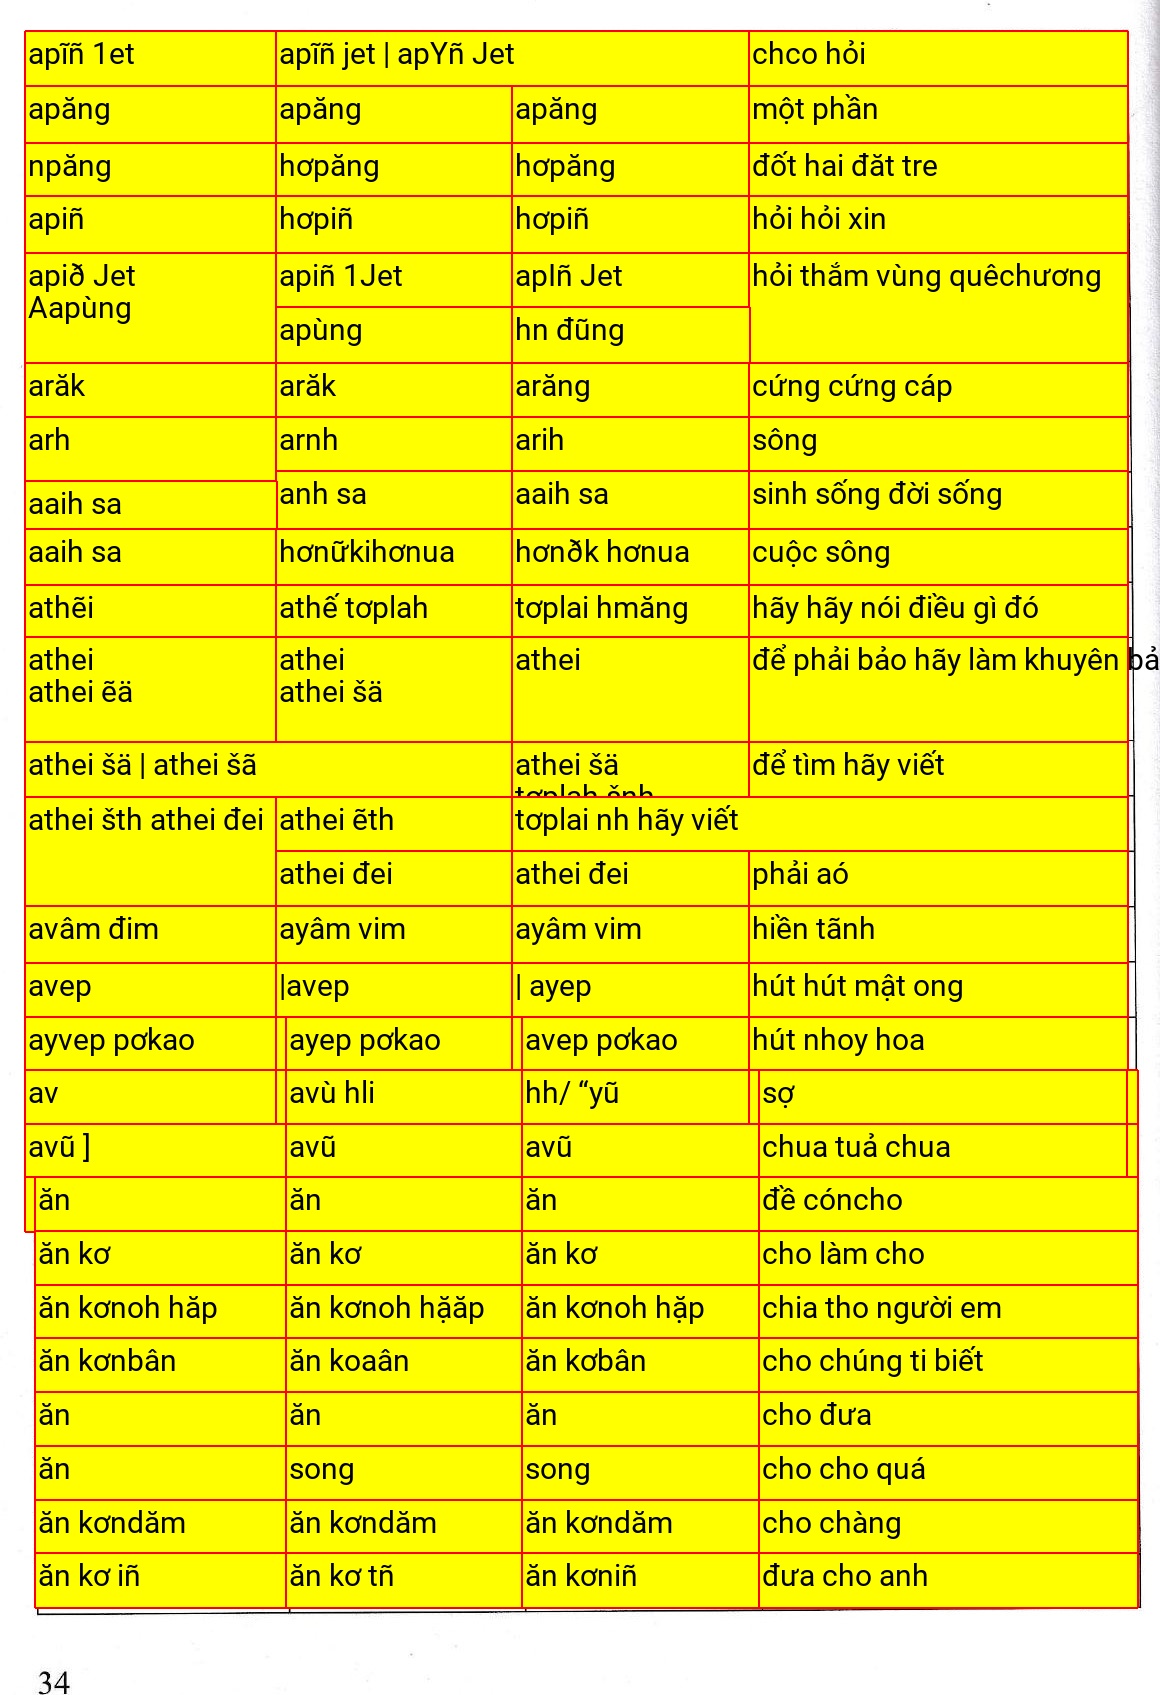 apĩñ 1et apĩñ jet | apYñ Jet chco hỏi
apăng apăng apăng một phần
npăng hơpăng hơpăng đốt hai đăt tre
apiñ hơpiñ hơpiñ hỏi hỏi xin
apið Jet apiñ 1Jet apIñ Jet hỏi thắm vùng quêchương
Aapùng apùng hn đũng
arăk arăk arăng cứng cứng cáp
arh arnh arih sông
aaih sa anh sa aaih sa sinh sống đời sống
aaih sa hơnữkihơnua hơnðk hơnua cuộc sông
athẽi athế tơplah tơplai hmăng hãy hãy nói điều gì đó
athei athei athei để phải bảo hãy làm khuyên
athei ẽä athei šä
athei šä | athei šã athei šä để tìm hãy viết
athei šth athei đei athei ẽth tơplai nh hãy viết
athei đei athei đei phải aó
avâm đim ayâm vim ayâm vim hiền tãnh
avep |avep | ayep hút hút mật ong
ayvep pơkao ayep pơkao avep pơkao hút nhoy hoa
av avù hli hh/ “yũ sợ
avũ ] avũ avũ chua tuả chua
ăn ăn ăn đề cóncho
ăn kơ ăn kơ ăn kơ cho làm cho
ăn kơnoh hăp ăn kơnoh hặăp ăn kơnoh hặp chia tho người em
ăn kơnbân ăn koaân ăn kơbân cho chúng ti biết
ăn ăn ăn cho đưa
ăn song song cho cho quá
ăn kơndăm ăn kơndăm ăn kơndăm cho chàng
ăn kơ iñ ăn kơ tñ ăn kơniñ đưa cho anh
34